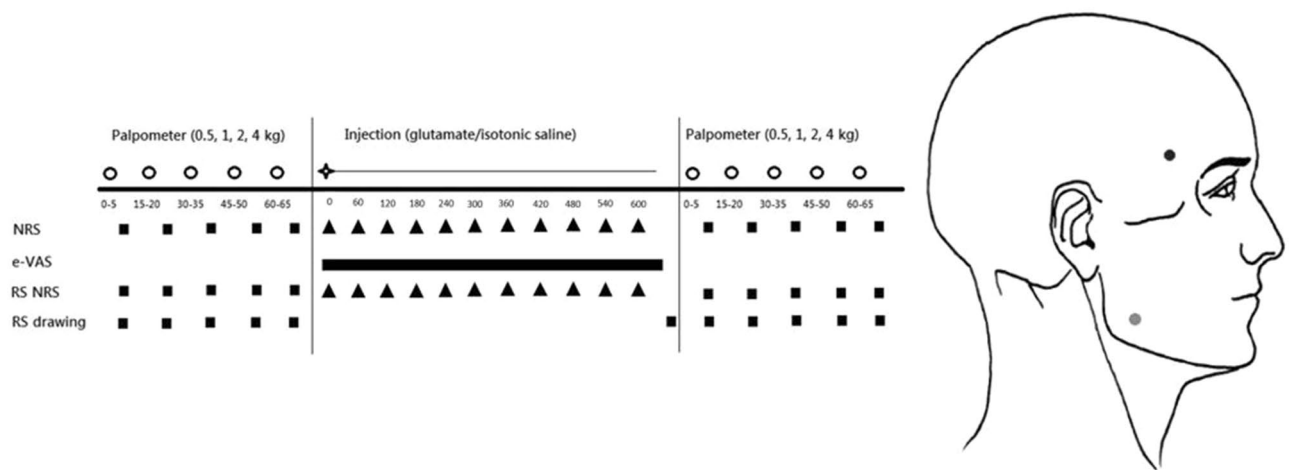 Palpometer (0.5, 1, 2, 4 kg) Injection (glutamate/isotonic saline) Palpometer (0.5, 1, 2, 4 kg)
0-5 15-20 30-35 45-50 60-65 0 60 120 180 240 300 360 420 480 540 600 0-5 15-20 30-35 45-50 60-65
NRS
e-VAS
RS NRS
RS drawing